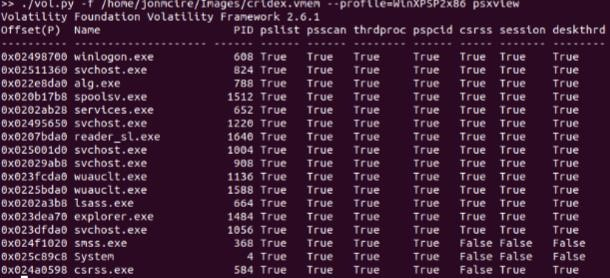 >> ./vol.py -f /home/jonmcire/Images/cridex.vmem --profile=WinXPSP2x86 psxview
Volatility Foundation Volatility Framework 2.6.1
Offset(P) Name PID pslist psscan thrdproc pspcid csrss session deskthrd
---------- -------------------- ------ ------ ------ -------- ------ ----- ------- --------
0x02498700 winlogon.exe 608 True True True True True True True
0x02511360 svchost.exe 824 True True True True True True True
0x022e8da0 alg.exe 788 True True True True True True True
0x020b17b8 spoolsv.exe 1512 True True True True True True True
0x0202ab28 services.exe 652 True True True True True True True
0x02495650 svchost.exe 1220 True True True True True True True
0x0207bda0 reader_sl.exe 1640 True True True True True True True
0x025001d0 svchost.exe 1004 True True True True True True True
0x02029ab8 svchost.exe 908 True True True True True True True
0x023fcda0 wuauclt.exe 1136 True True True True True True True
0x0225bda0 wuauclt.exe 1588 True True True True True True True
0x0202a3b8 lsass.exe 664 True True True True True True True
0x023dea70 explorer.exe 1484 True True True True True True True
0x023dfda0 svchost.exe 1056 True True True True True True True
0x024f1020 smss.exe 368 True True True True False False False
0x025c89c8 System 4 True True True True False False False
0x024a0598 csrss.exe 584 True True True True False True True